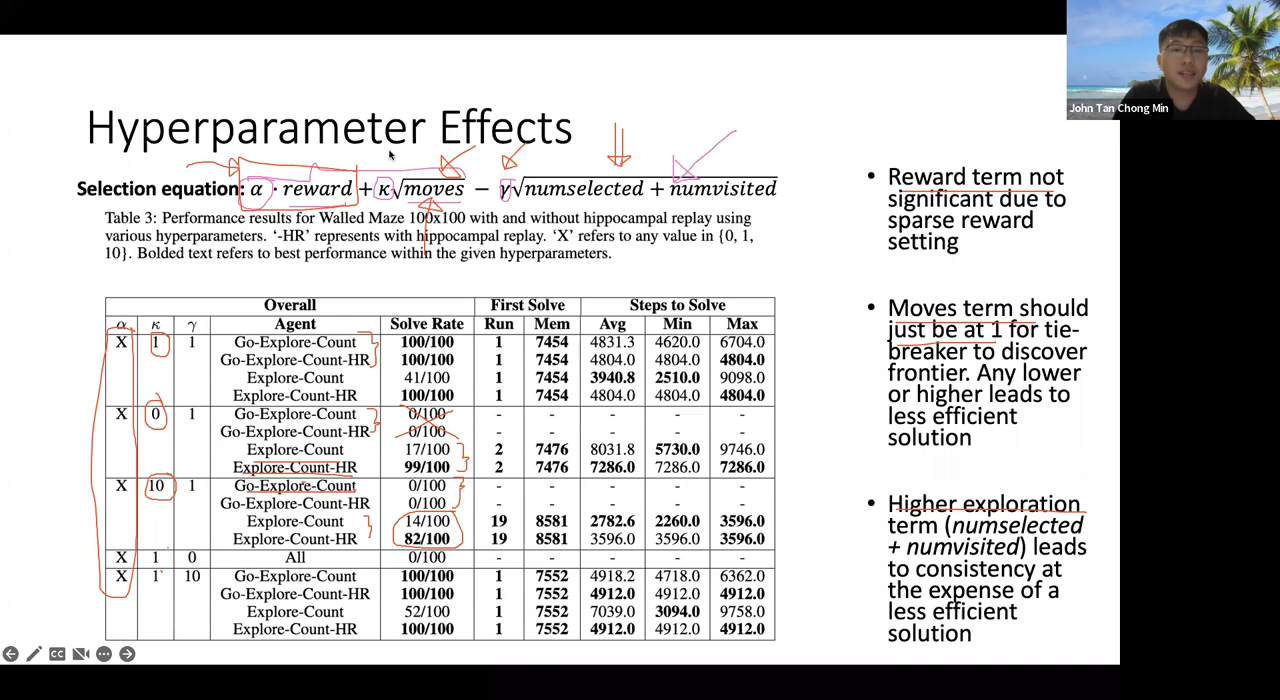 John Tan Chong Min
Hyperparameter Effects
Selection equation: α · reward + κ√moves − γ√numselected + numvisited
Table 3: Performance results for Walled Maze 100x100 with and without hippocampal replay using
various hyperparameters. '-HR' represents with hippocampal replay. 'X' refers to any value in {0, 1,
10}. Bolded text refers to best performance within the given hyperparameters.
Overall First Solve Steps to Solve
α κ γ Agent Solve Rate Run Mem Avg Min Max
X 1 1 Go-Explore-Count 100/100 1 7454 4831.3 4620.0 6704.0
Go-Explore-Count-HR 100/100 1 7454 4804.0 4804.0 4804.0
Explore-Count 41/100 1 7454 3940.8 2510.0 9098.0
Explore-Count-HR 100/100 1 7454 4804.0 4804.0 4804.0
X 0 1 Go-Explore-Count 0/100 - - - - -
Go-Explore-Count-HR 0/100 - - - - -
Explore-Count 17/100 2 7476 8031.8 5730.0 9746.0
Explore-Count-HR 99/100 2 7476 7286.0 7286.0 7286.0
X 10 1 Go-Explore-Count 0/100 - - - - -
Go-Explore-Count-HR 0/100 - - - - -
Explore-Count 14/100 19 8581 2782.6 2260.0 3596.0
Explore-Count-HR 82/100 19 8581 3596.0 3596.0 3596.0
X 1 0 All 0/100 - - - - -
X 1 10 Go-Explore-Count 100/100 1 7552 4918.2 4718.0 6362.0
Go-Explore-Count-HR 100/100 1 7552 4912.0 4912.0 4912.0
Explore-Count 52/100 1 7552 7039.0 3094.0 9758.0
Explore-Count-HR 100/100 1 7552 4912.0 4912.0 4912.0
• Reward term not
significant due to
sparse reward
setting
• Moves term should
just be at 1 for tie-
breaker to discover
frontier. Any lower
or higher leads to
less efficient
solution
• Higher exploration
term (numselected
+ numvisited) leads
to consistency at
the expense of a
less efficient
solution
CC